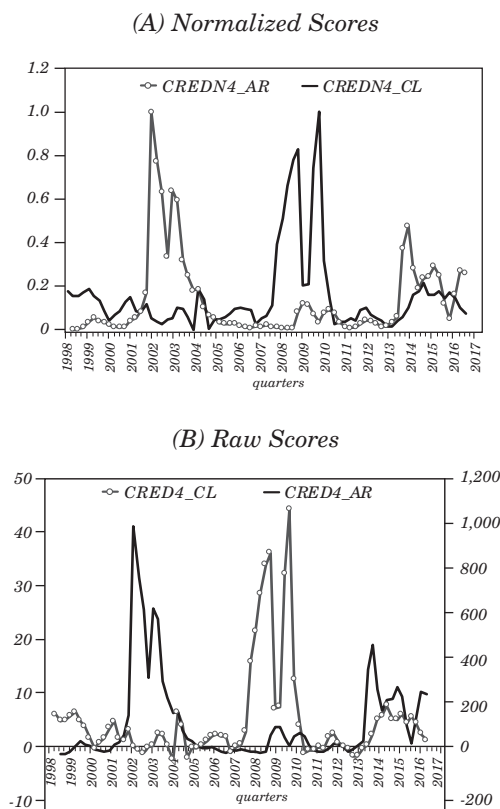 (A) Normalized Scores
1.2
CREDN4_AR CREDN4_CL
1.0
0.8
0.6
0.4
0.2
0
1998 1999 2000 2001 2002 2003 2004 2005 2006 2007 2008 2009 2010 2011 2012 2013 2014 2015 2016 2017
quarters
(B) Raw Scores
50 1,200
CRED4_CL CRED4_AR
40 1,000
800
30
600
20
400
10
200
0 0
1998 1999 2000 2001 2002 2003 2004 2005 2006 2007 2008 2009 2010 2011 2012 2013 2014 2015 2016 2017
quarters
-10 -200